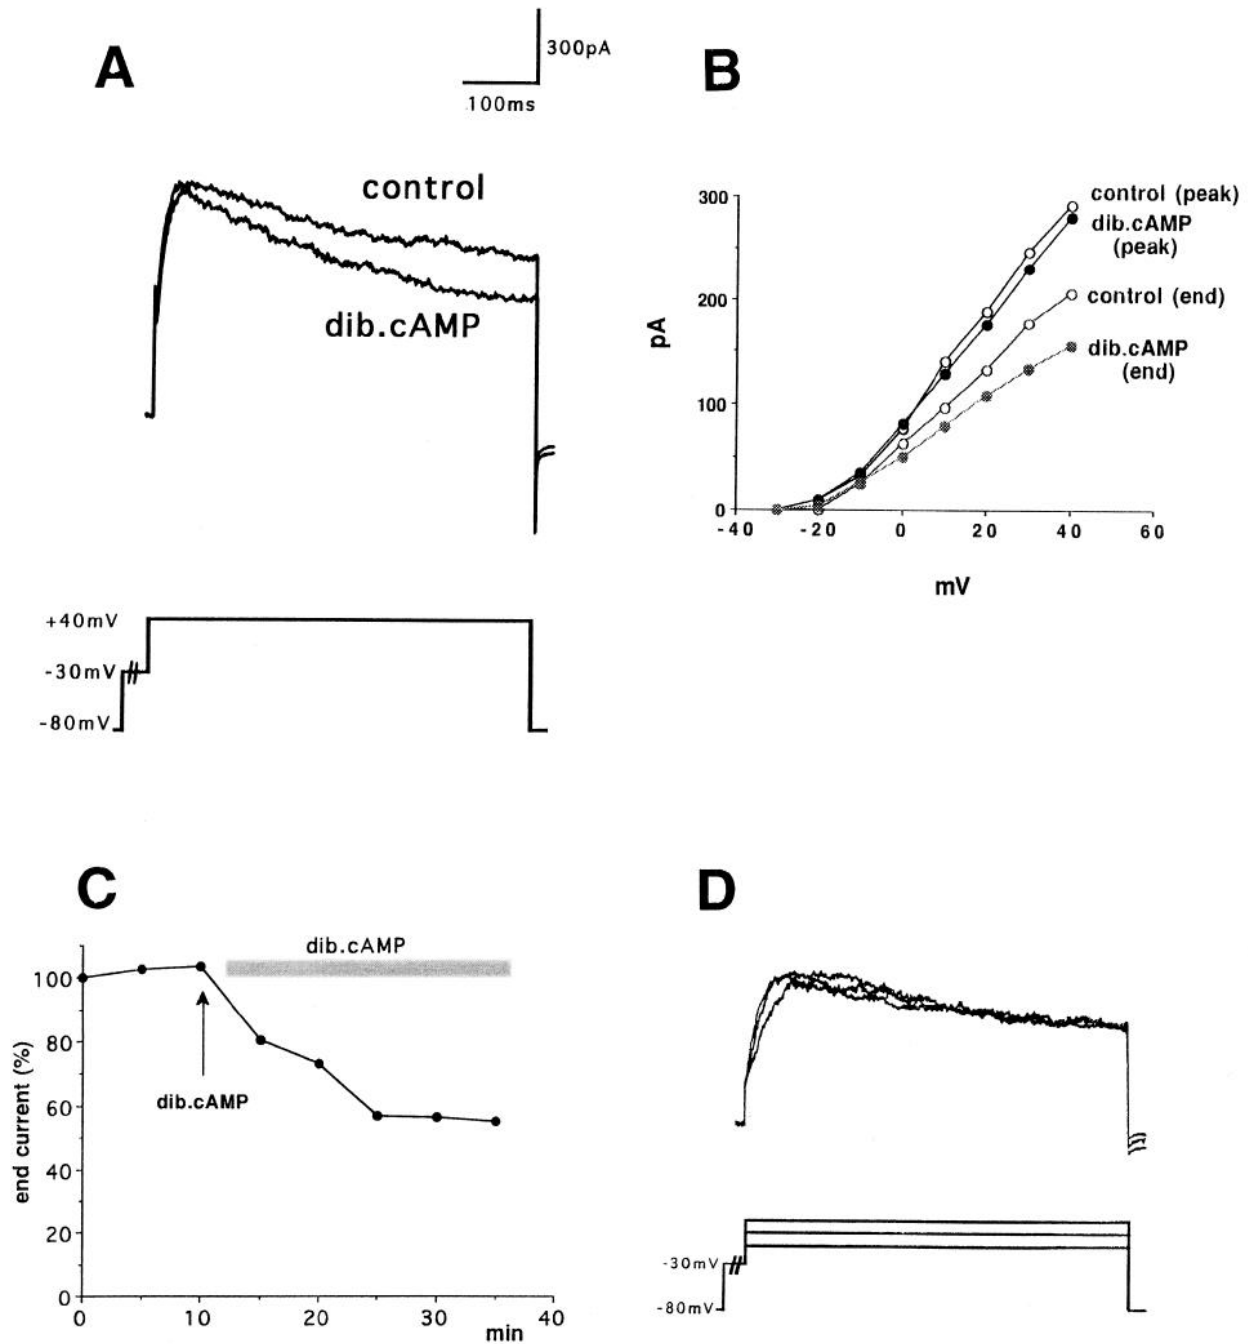 A
300pA
100ms
control
dib.cAMP
+40mV
-30mV
-80mV
B
300
200
100
0
pA
-40
-20
0
20
40
60
mV
control (peak)
dib.cAMP
(peak)
control (end)
dib.cAMP
(end)
C
dib.cAMP
100
80
60
40
20
0
end current (%)
dib.cAMP
0
10
20
30
40
min
D
-30mV
-80mV